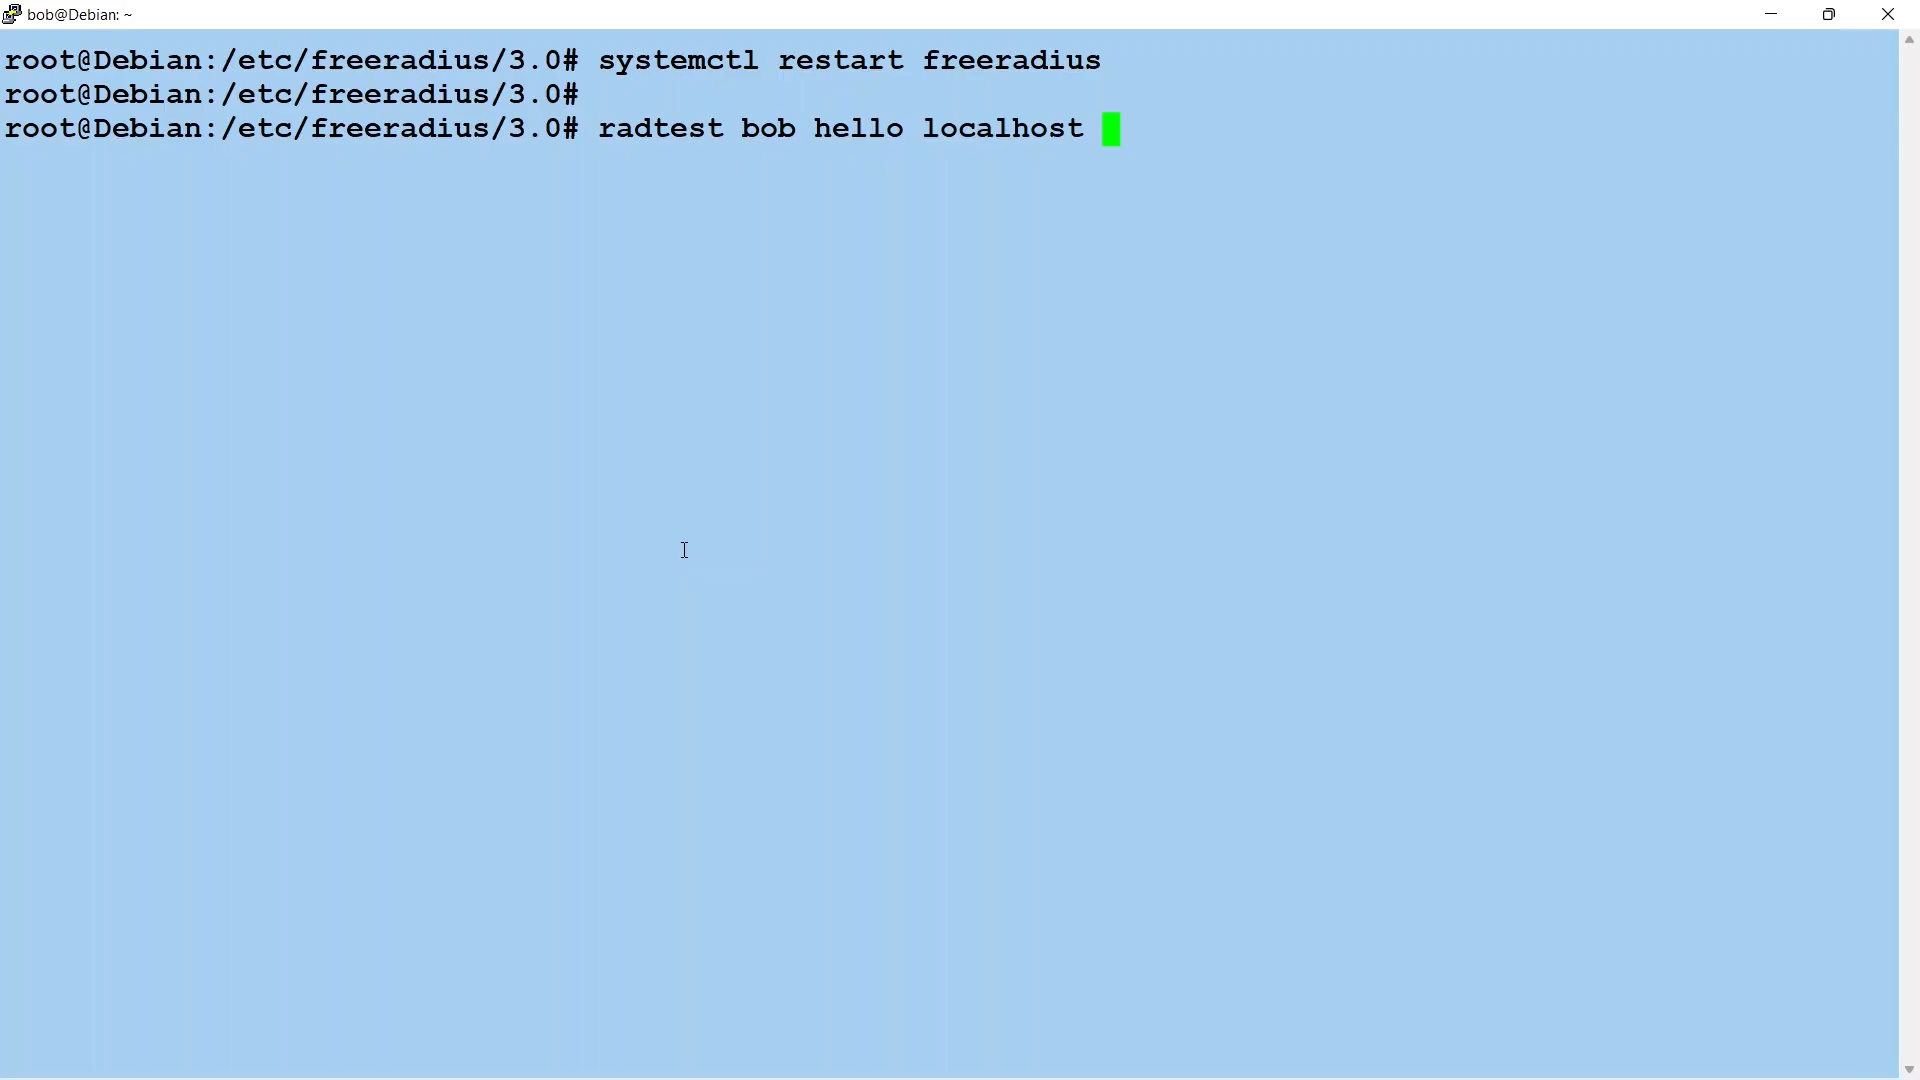 bob@Debian: ~
root@Debian:/etc/freeradius/3.0# systemctl restart freeradius
root@Debian:/etc/freeradius/3.0#
root@Debian:/etc/freeradius/3.0# radtest bob hello localhost